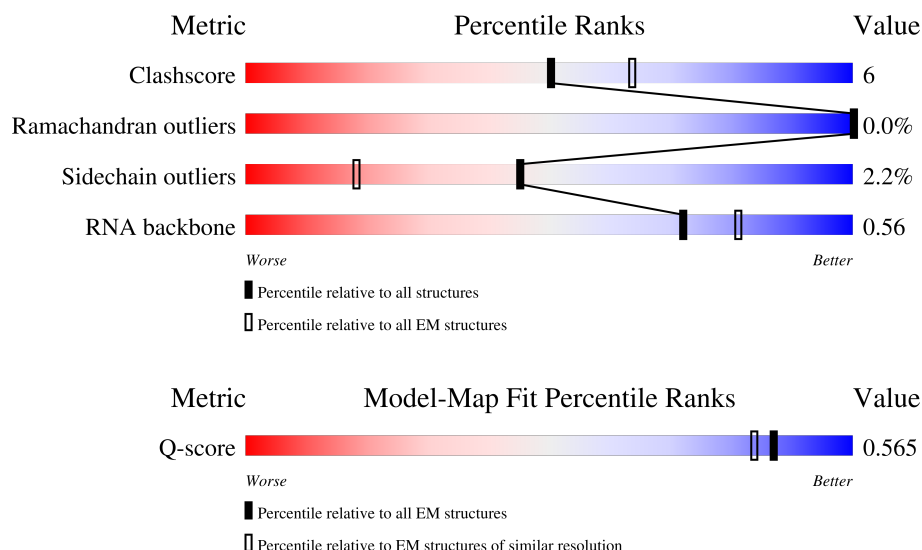 Metric Percentile Ranks Value
Clashscore 6
Ramachandran outliers 0.0%
Sidechain outliers 2.2%
RNA backbone 0.56
Worse Better
Percentile relative to all structures
Percentile relative to all EM structures
Metric Model-Map Fit Percentile Ranks Value
Q-score 0.565
Worse Better
Percentile relative to all EM structures
Percentile relative to EM structures of similar resolution